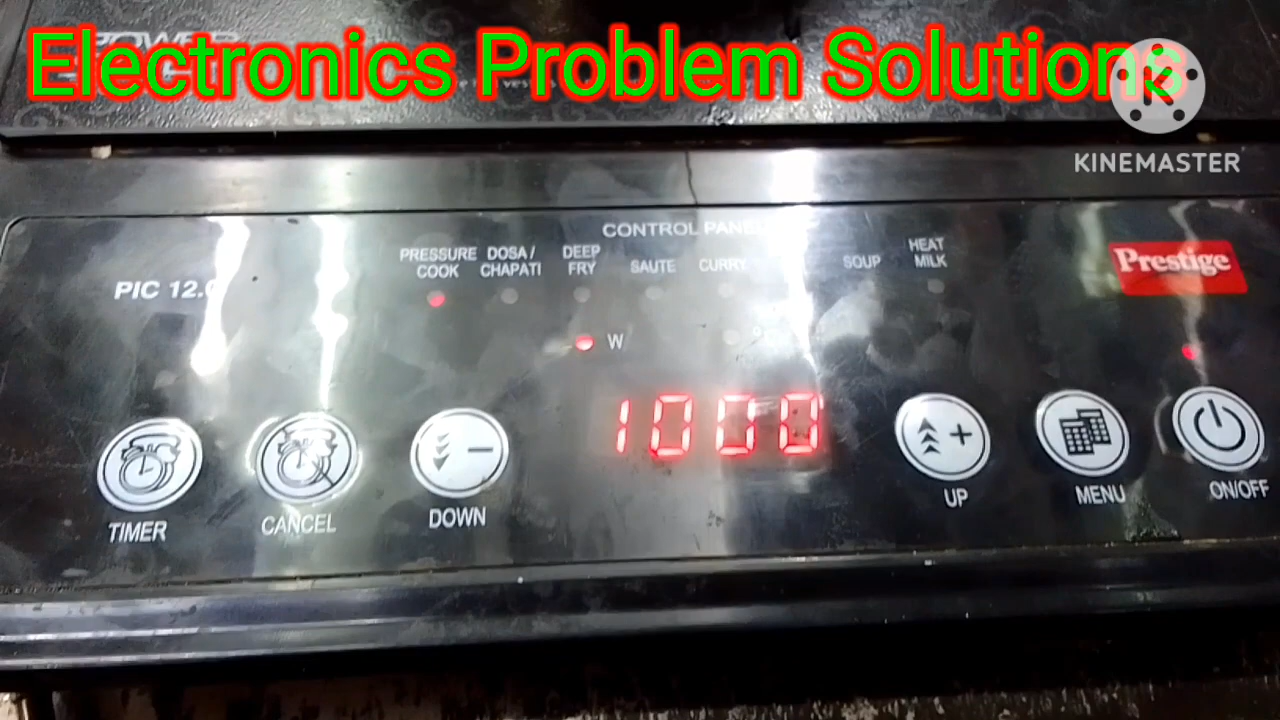 Electronics Problem Solutions
POWER
KINEMASTER
CONTROL PANEL
PRESSURE COOK
DOSA / CHAPATI
DEEP FRY
SAUTE
CURRY
SOUP
HEAT MILK
Prestige
PIC 12.0
W
1000
TIMER
CANCEL
DOWN
UP
MENU
ON/OFF